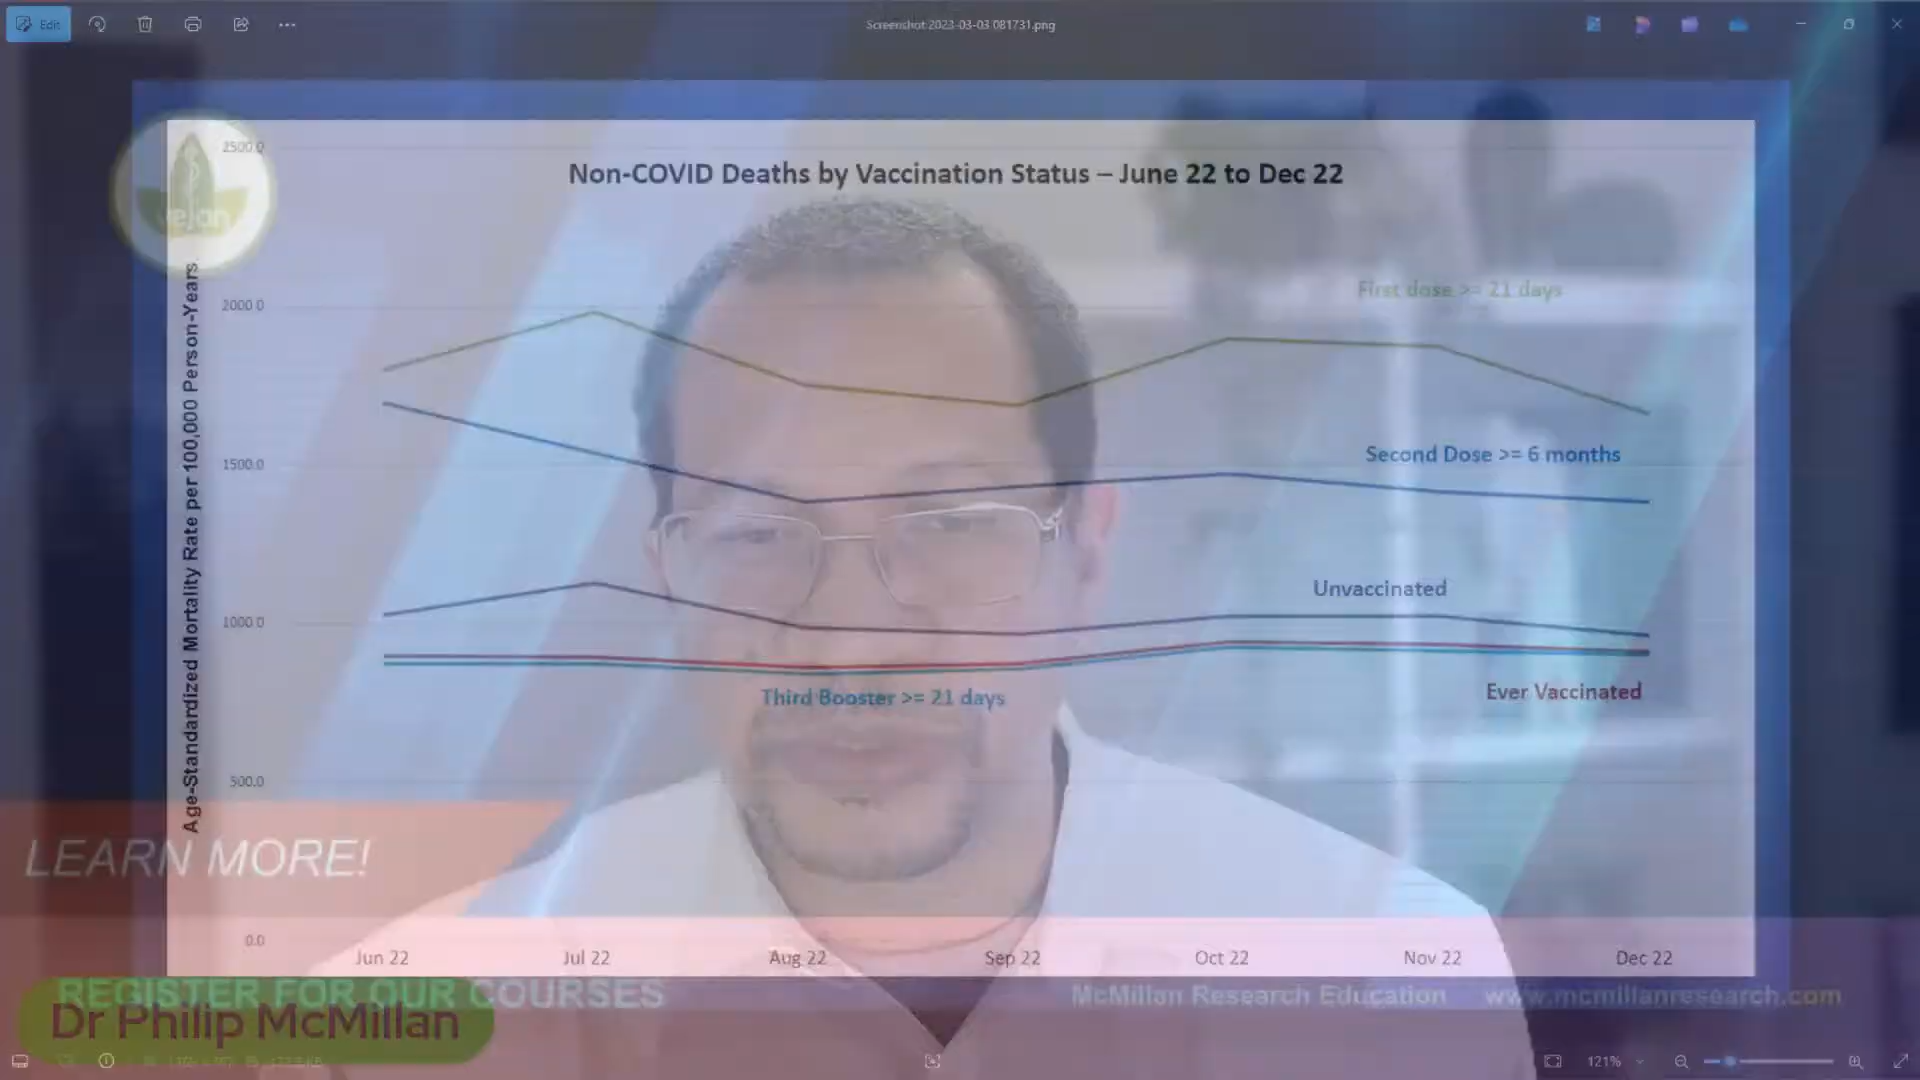 Edit
Screenshot 2023-03-03 081731.png
Non-COVID Deaths by Vaccination Status – June 22 to Dec 22
vejan
Age-Standardized Mortality Rate per 100,000 Person-Years
2500.0
2000.0
1500.0
1000.0
500.0
0.0
First dose >= 21 days
Second Dose >= 6 months
Unvaccinated
Third Booster >= 21 days
Ever Vaccinated
Jun 22
Jul 22
Aug 22
Sep 22
Oct 22
Nov 22
Dec 22
LEARN MORE!
REGISTER FOR OUR COURSES
McMillan Research Education
www.mcmillanresearch.com
Dr Philip McMillan
121%